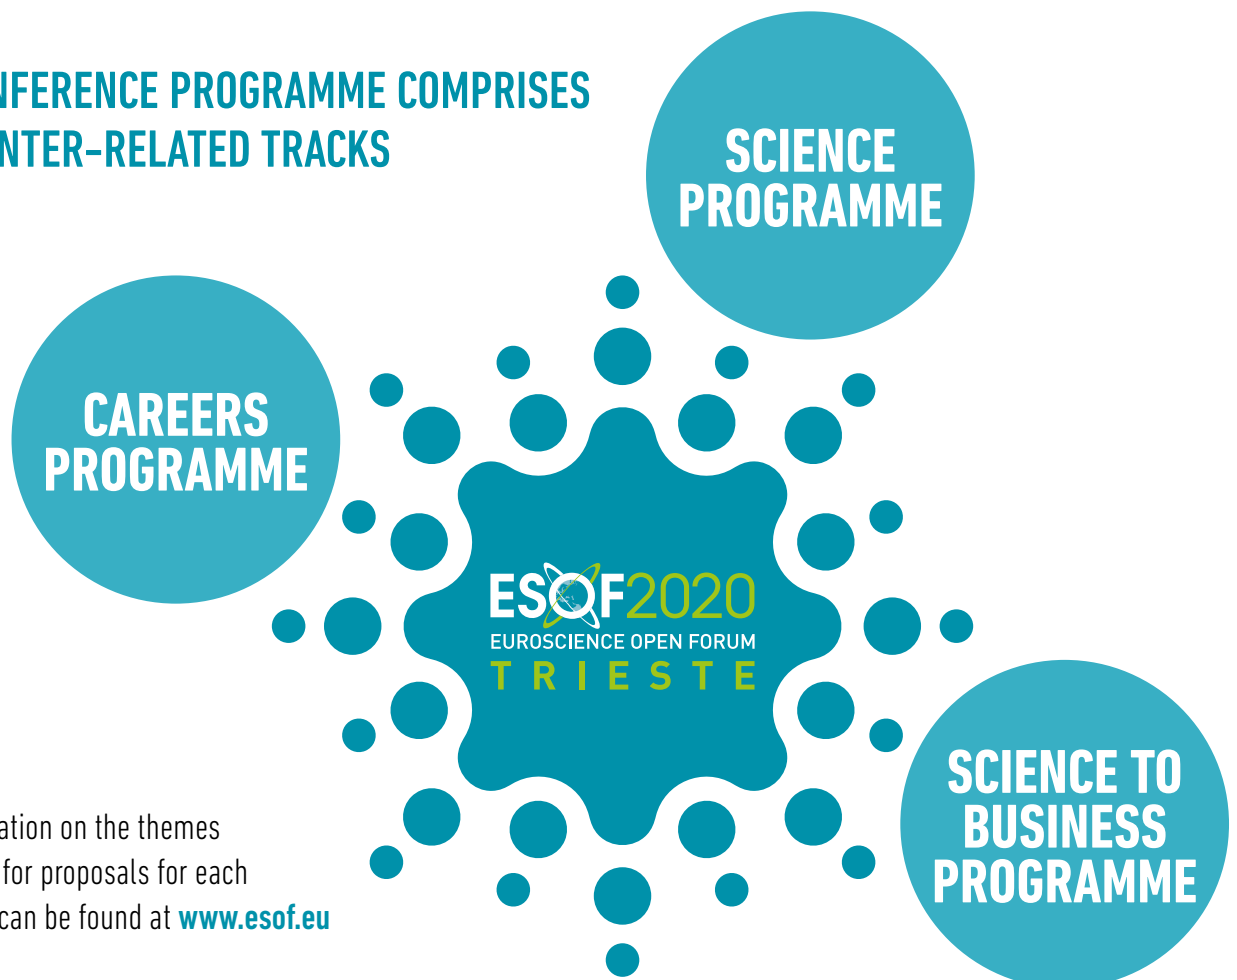 NFERENCE PROGRAMME COMPRISES
NTER-RELATED TRACKS
SCIENCE
PROGRAMME
CAREERS
PROGRAMME
ESOF2020
EUROSCIENCE OPEN FORUM
TRIESTE
SCIENCE TO
BUSINESS
PROGRAMME
ation on the themes
for proposals for each
can be found at www.esof.eu